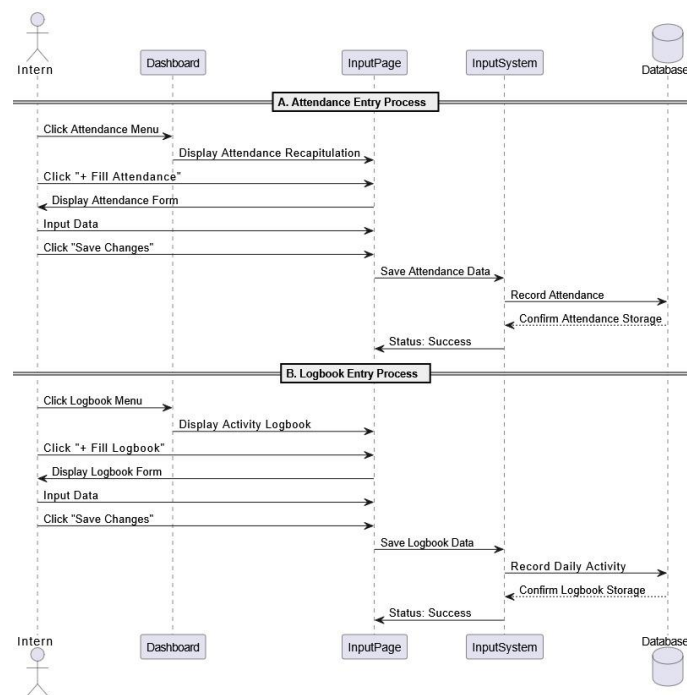 Intern
Dashboard
InputPage
InputSystem
Database
A. Attendance Entry Process
Click Attendance Menu
Display Attendance Recapitulation
Click "+ Fill Attendance"
Display Attendance Form
Input Data
Click "Save Changes"
Save Attendance Data
Record Attendance
Confirm Attendance Storage
Status: Success
B. Logbook Entry Process
Click Logbook Menu
Display Activity Logbook
Click "+ Fill Logbook"
Display Logbook Form
Input Data
Click "Save Changes"
Save Logbook Data
Record Daily Activity
Confirm Logbook Storage
Status: Success
Intern
Dashboard
InputPage
InputSystem
Database